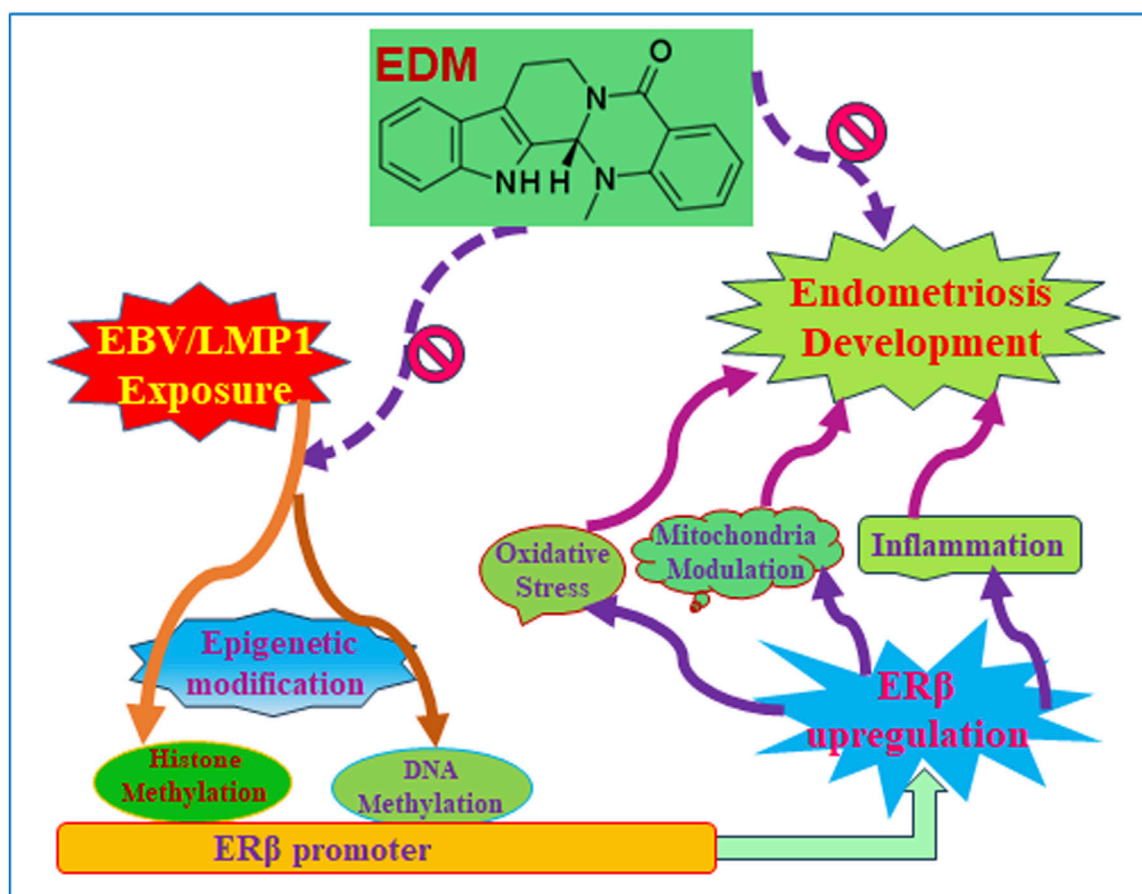 EDM
O
N
N
H
NH
EBV/LMP1
Exposure
Endometriosis
Development
Oxidative
Stress
Mitochondria
Modulation
Inflammation
Epigenetic
modification
ERβ
upregulation
Histone
Methylation
DNA
Methylation
ERβ promoter